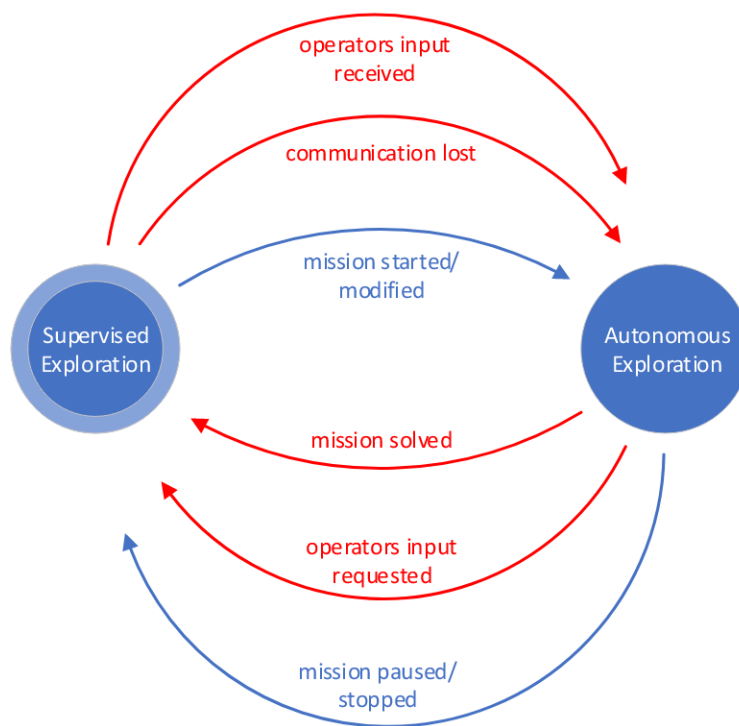 operators input
received
communication lost
mission started/
modified
Supervised
Exploration
Autonomous
Exploration
mission solved
operators input
requested
mission paused/
stopped